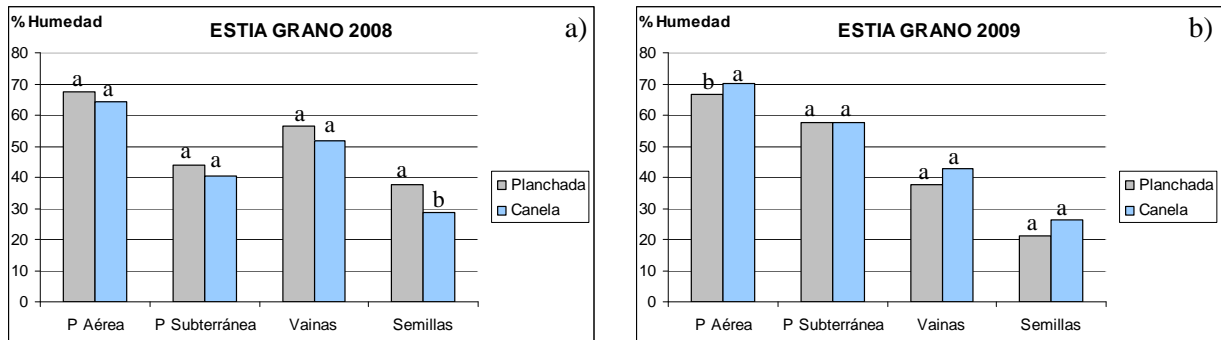 % Humedad
ESTIA GRANO 2008
a)
80
70
60
50
40
30
20
10
0
a
a
a
a
a
a
a
b
P Aérea
P Subterránea
Vainas
Semillas
Planchada
Canela
% Humedad
ESTIA GRANO 2009
b)
80
70
60
50
40
30
20
10
0
b
a
a
a
a
a
a
a
P Aérea
P Subterránea
Vainas
Semillas
Planchada
Canela